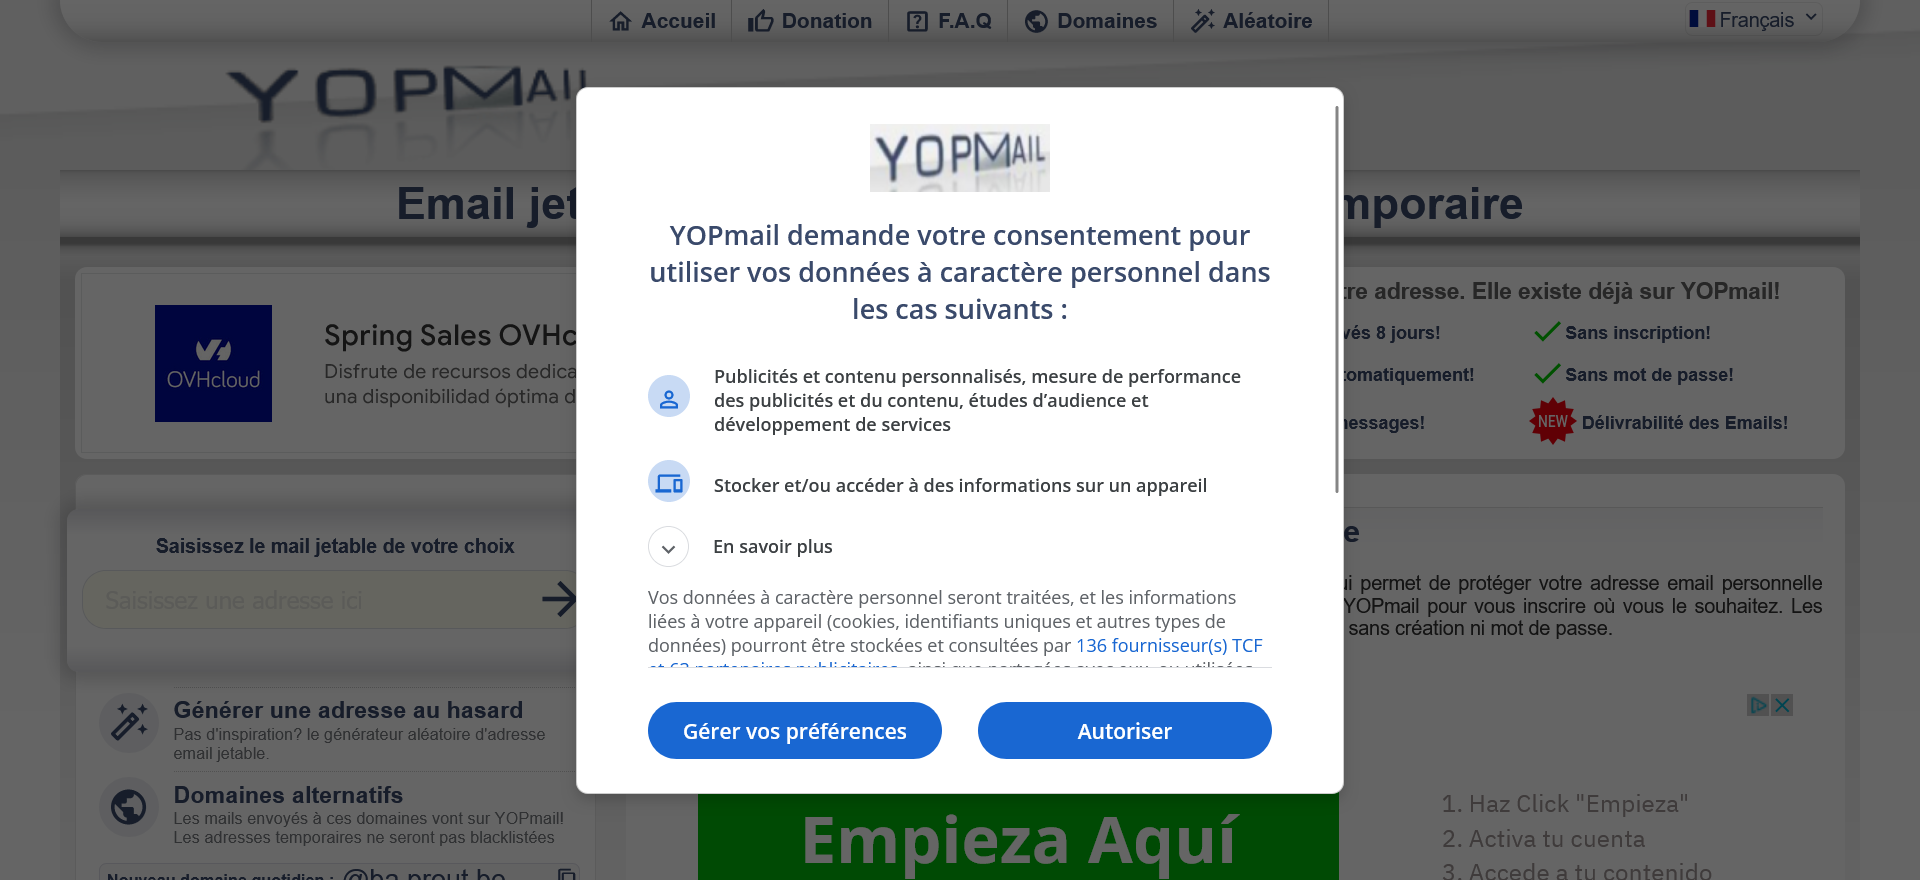 Accueil
Donation
F.A.Q
Domaines
Aléatoire
Français
YOPMAIL
Email
mporaire
YOPMAIL
YOPmail demande votre consentement pour
utiliser vos données à caractère personnel dans
les cas suivants :
Publicités et contenu personnalisés, mesure de performance
des publicités et du contenu, études d’audience et
développement de services
Stocker et/ou accéder à des informations sur un appareil
En savoir plus
Vos données à caractère personnel seront traitées, et les informations
liées à votre appareil (cookies, identifiants uniques et autres types de
données) pourront être stockées et consultées par 136 fournisseur(s) TCF
Gérer vos préférences
Autoriser
OVHcloud
Spring Sales OVHc
Disfrute de recursos dedica
una disponibilidad óptima d
tre adresse. Elle existe déjà sur YOPmail!
vés 8 jours!
Sans inscription!
tomatiquement!
Sans mot de passe!
essages!
NEW
Délivrabilité des Emails!
Saisissez le mail jetable de votre choix
Saisissez une adresse ici
Générer une adresse au hasard
Pas d'inspiration? le générateur aléatoire d'adresse
email jetable.
Domaines alternatifs
Les mails envoyés à ces domaines vont sur YOPmail!
Les adresses temporaires ne seront pas blacklistées
Nouveau domaine quotidien : @ba.prout.be
e
ui permet de protéger votre adresse email personnelle
YOPmail pour vous inscrire où vous le souhaitez. Les
sans création ni mot de passe.
Empieza Aquí
1. Haz Click "Empieza"
2. Activa tu cuenta
3. Accede a tu contenido